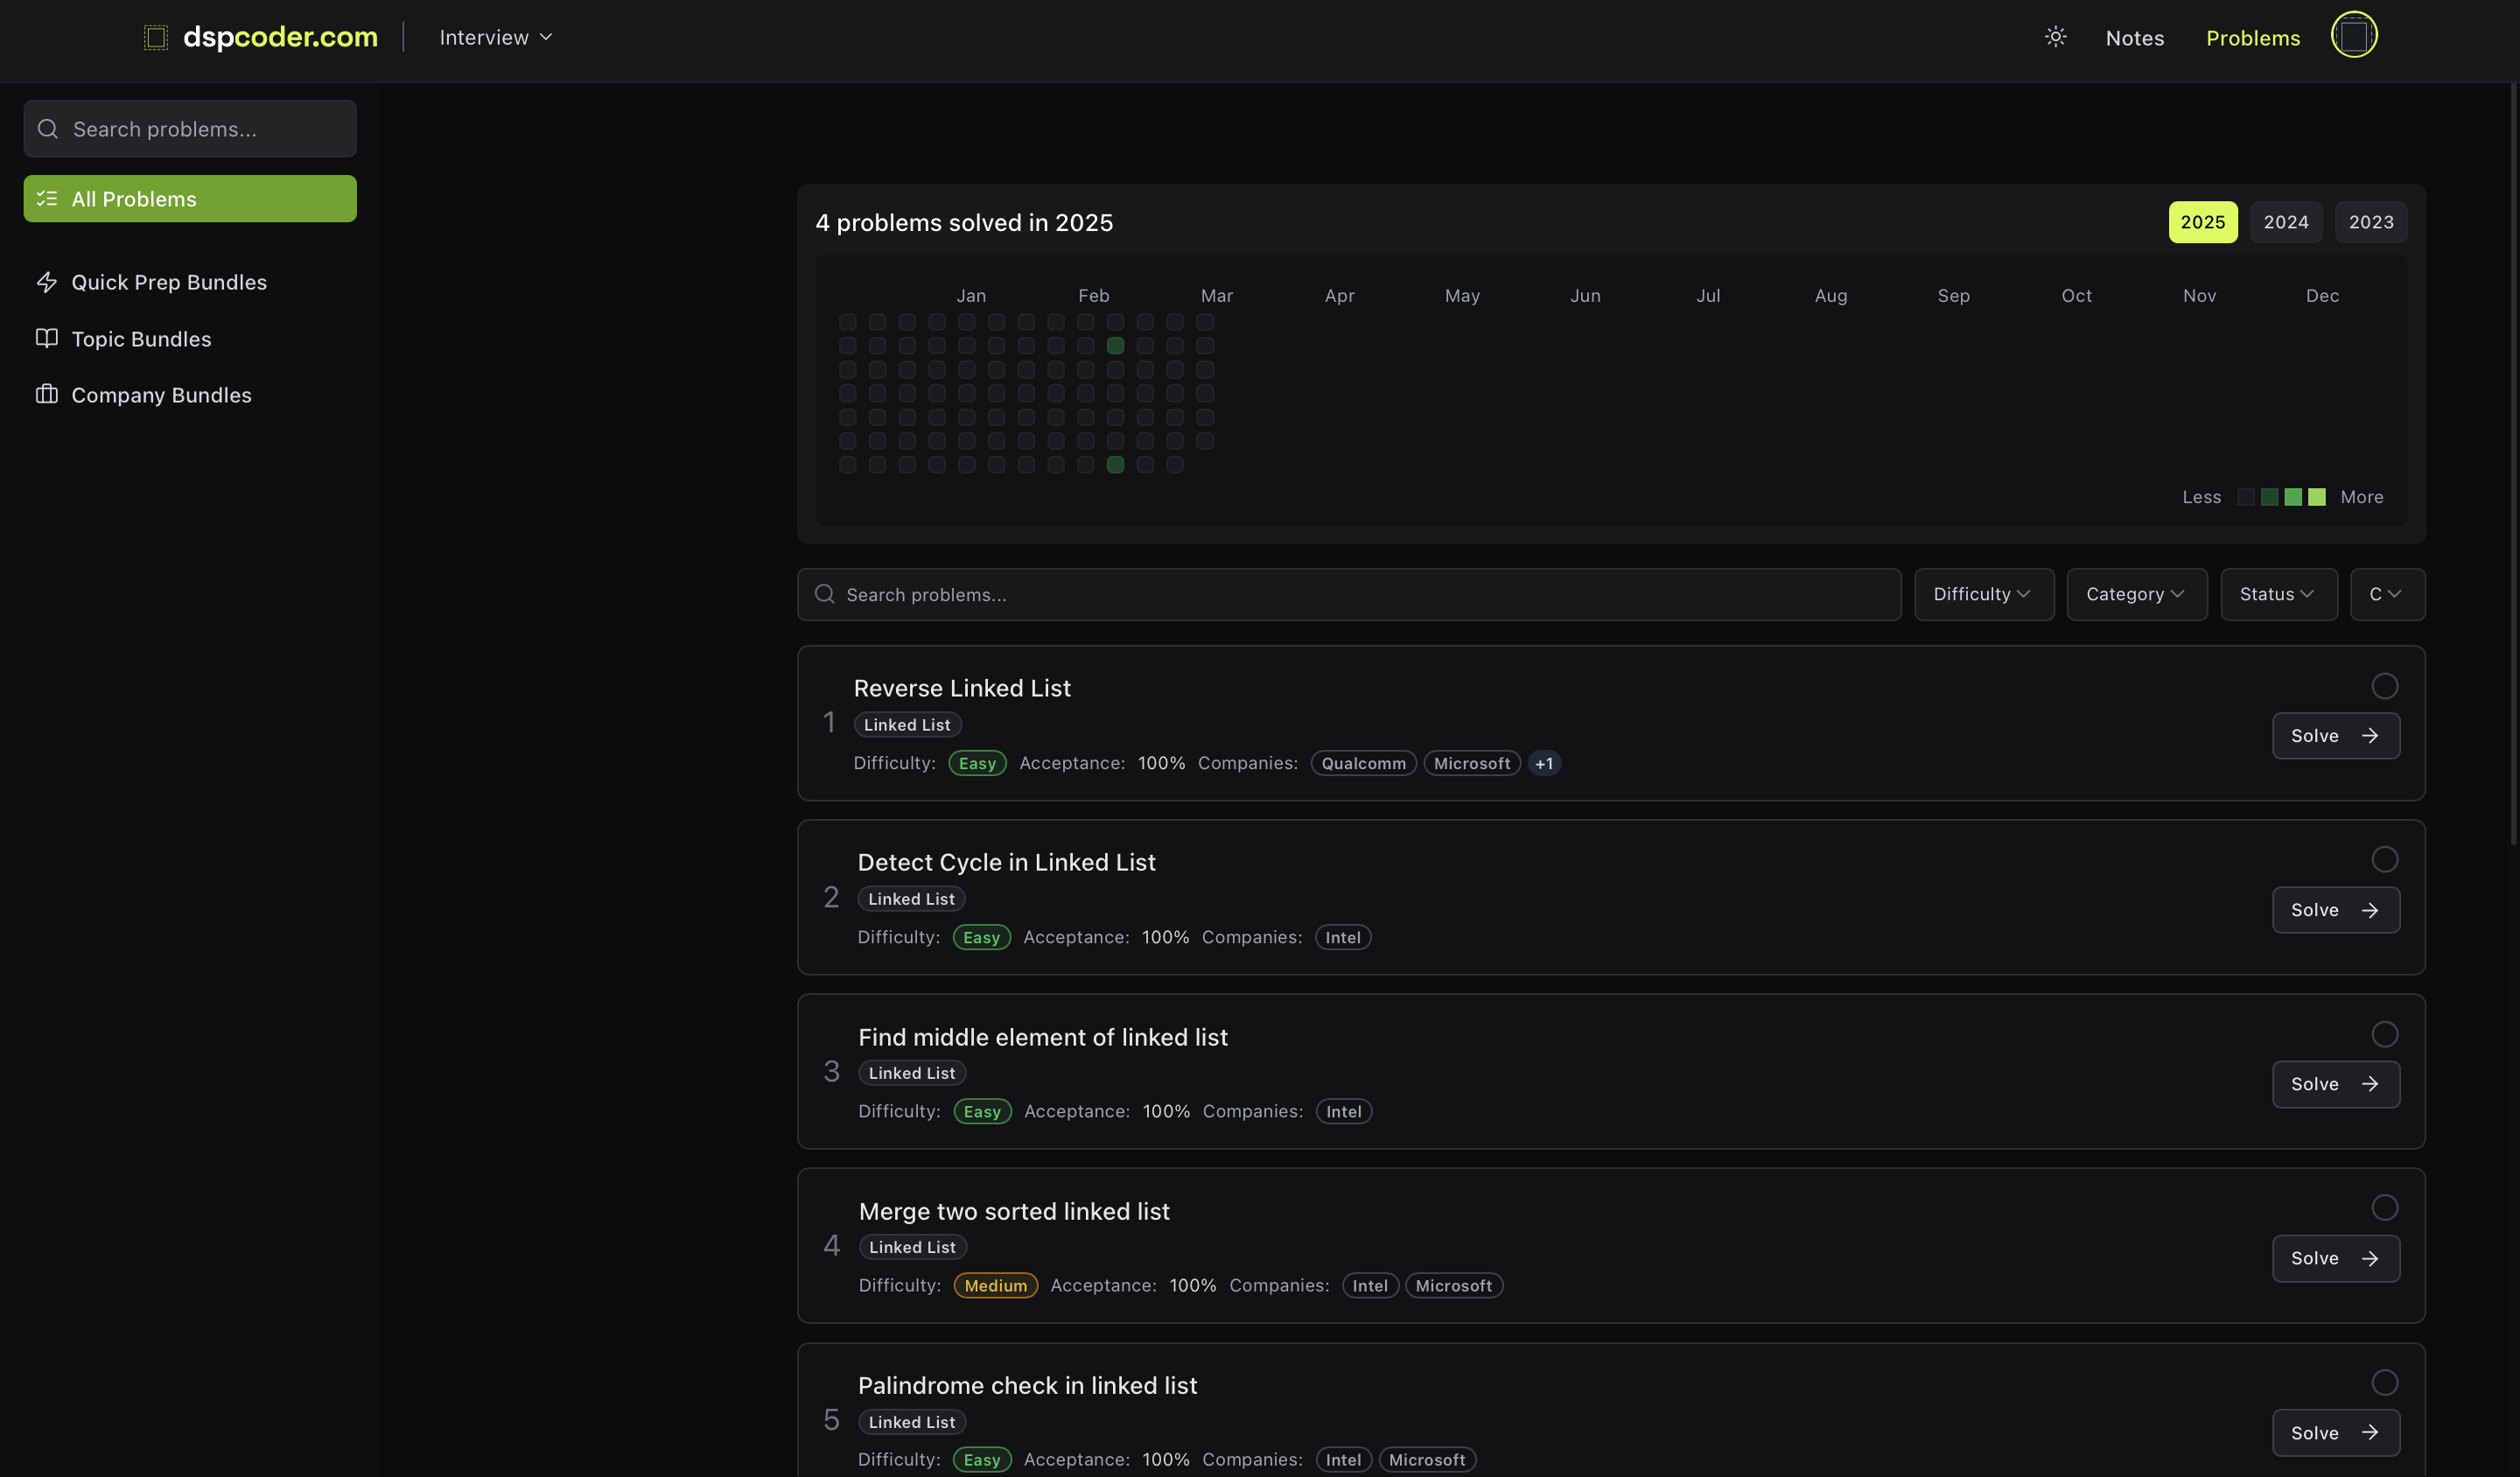 dspcoder.com
Interview
Notes
Problems
Search problems...
All Problems
Quick Prep Bundles
Topic Bundles
Company Bundles
4 problems solved in 2025
2025 2024 2023
Jan Feb Mar Apr May Jun Jul Aug Sep Oct Nov Dec
Less More
Search problems...
Difficulty
Category
Status
C
1
Reverse Linked List
Linked List
Difficulty: Easy Acceptance: 100% Companies: Qualcomm Microsoft +1
Solve
2
Detect Cycle in Linked List
Linked List
Difficulty: Easy Acceptance: 100% Companies: Intel
Solve
3
Find middle element of linked list
Linked List
Difficulty: Easy Acceptance: 100% Companies: Intel
Solve
4
Merge two sorted linked list
Linked List
Difficulty: Medium Acceptance: 100% Companies: Intel Microsoft
Solve
5
Palindrome check in linked list
Linked List
Difficulty: Easy Acceptance: 100% Companies: Intel Microsoft
Solve